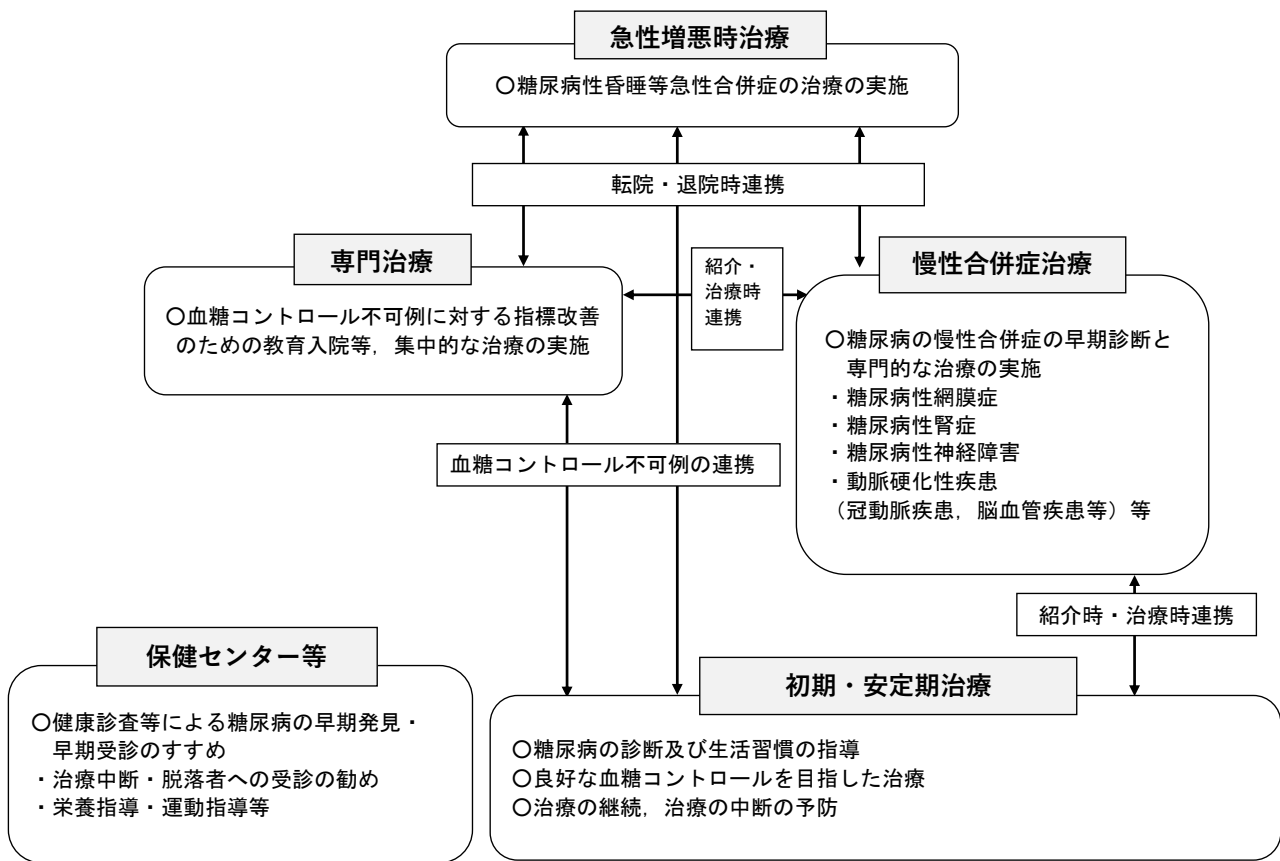 急性増悪時治療
〇糖尿病性昏睡等急性合併症の治療の実施
転院・退院時連携
専門治療
〇血糖コントロール不可例に対する指標改善
のための教育入院等，集中的な治療の実施
紹介・
治療時
連携
慢性合併症治療
〇糖尿病の慢性合併症の早期診断と
専門的な治療の実施
・糖尿病性網膜症
・糖尿病性腎症
・糖尿病性神経障害
・動脈硬化性疾患
（冠動脈疾患，脳血管疾患等）等
血糖コントロール不可例の連携
紹介時・治療時連携
保健センター等
〇健康診査等による糖尿病の早期発見・
早期受診のすすめ
・治療中断・脱落者への受診の勧め
・栄養指導・運動指導等
初期・安定期治療
〇糖尿病の診断及び生活習慣の指導
〇良好な血糖コントロールを目指した治療
〇治療の継続，治療の中断の予防